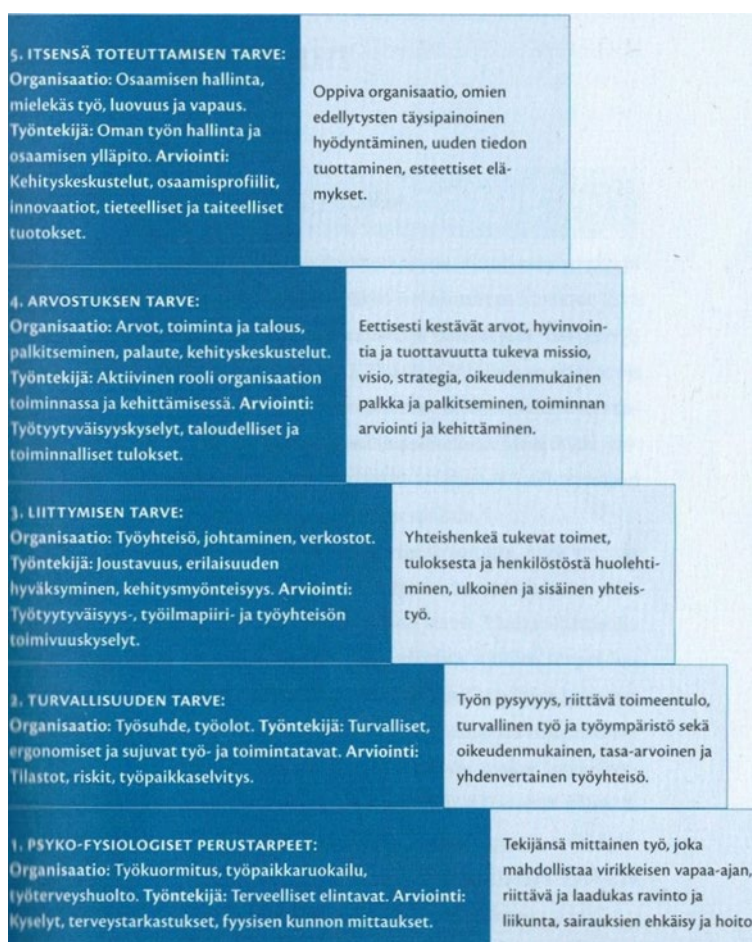 5. ITSENSÄ TOTEUTTAMISEN TARVE:
Organisaatio: Osaamisen hallinta,
mielekäs työ, luovuus ja vapaus.
Työntekijä: Oman työn hallinta ja
osaamisen ylläpito. Arviointi:
Kehityskeskustelut, osaamisprofiilit,
innovaatiot, tieteelliset ja taiteelliset
tuotokset.
Oppiva organisaatio, omien
edellytysten täysipainoinen
hyödyntäminen, uuden tiedon
tuottaminen, esteettiset elä-
mykset.
4. ARVOSTUKSEN TARVE:
Organisaatio: Arvot, toiminta ja talous,
palkitseminen, palaute, kehityskeskustelut.
Työntekijä: Aktiivinen rooli organisaation
toiminnassa ja kehittämisessä. Arviointi:
Työtyytyväisyyskyselyt, taloudelliset ja
toiminnalliset tulokset.
Eettisesti kestävät arvot, hyvinvoin-
tia ja tuottavuutta tukeva missio,
visio, strategia, oikeudenmukainen
palkka ja palkitseminen, toiminnan
arviointi ja kehittäminen.
3. LIITTYMISEN TARVE:
Organisaatio: Työyhteisö, johtaminen, verkostot.
Työntekijä: Joustavuus, erilaisuuden
hyväksyminen, kehitysmyönteisyys. Arviointi:
Työtyytyväisyys-, työilmapiiri- ja työyhteisön
toimivuuskyselyt.
Yhteishenkeä tukevat toimet,
tuloksesta ja henkilöstöstä huolehti-
minen, ulkoinen ja sisäinen yhteis-
työ.
2. TURVALLISUUDEN TARVE:
Organisaatio: Työsuhde, työolot. Työntekijä: Turvalliset,
ergonomiset ja sujuvat työ- ja toimintatavat. Arviointi:
Tilastot, riskit, työpaikkaselvitys.
Työn pysyvyys, riittävä toimeentulo,
turvallinen työ ja työympäristö sekä
oikeudenmukainen, tasa-arvoinen ja
yhdenvertainen työyhteisö.
1. PSYKO-FYSIOLOGISET PERUSTARPEET:
Organisaatio: Työkuormitus, työpaikkaruokailu,
työterveyshuolto. Työntekijä: Terveelliset elintavat. Arviointi:
Kyselyt, terveystarkastukset, fyysisen kunnon mittaukset.
Tekijänsä mittainen työ, joka
mahdollistaa virikkeisen vapaa-ajan,
riittävä ja laadukas ravinto ja
liikunta, sairauksien ehkäisy ja hoito